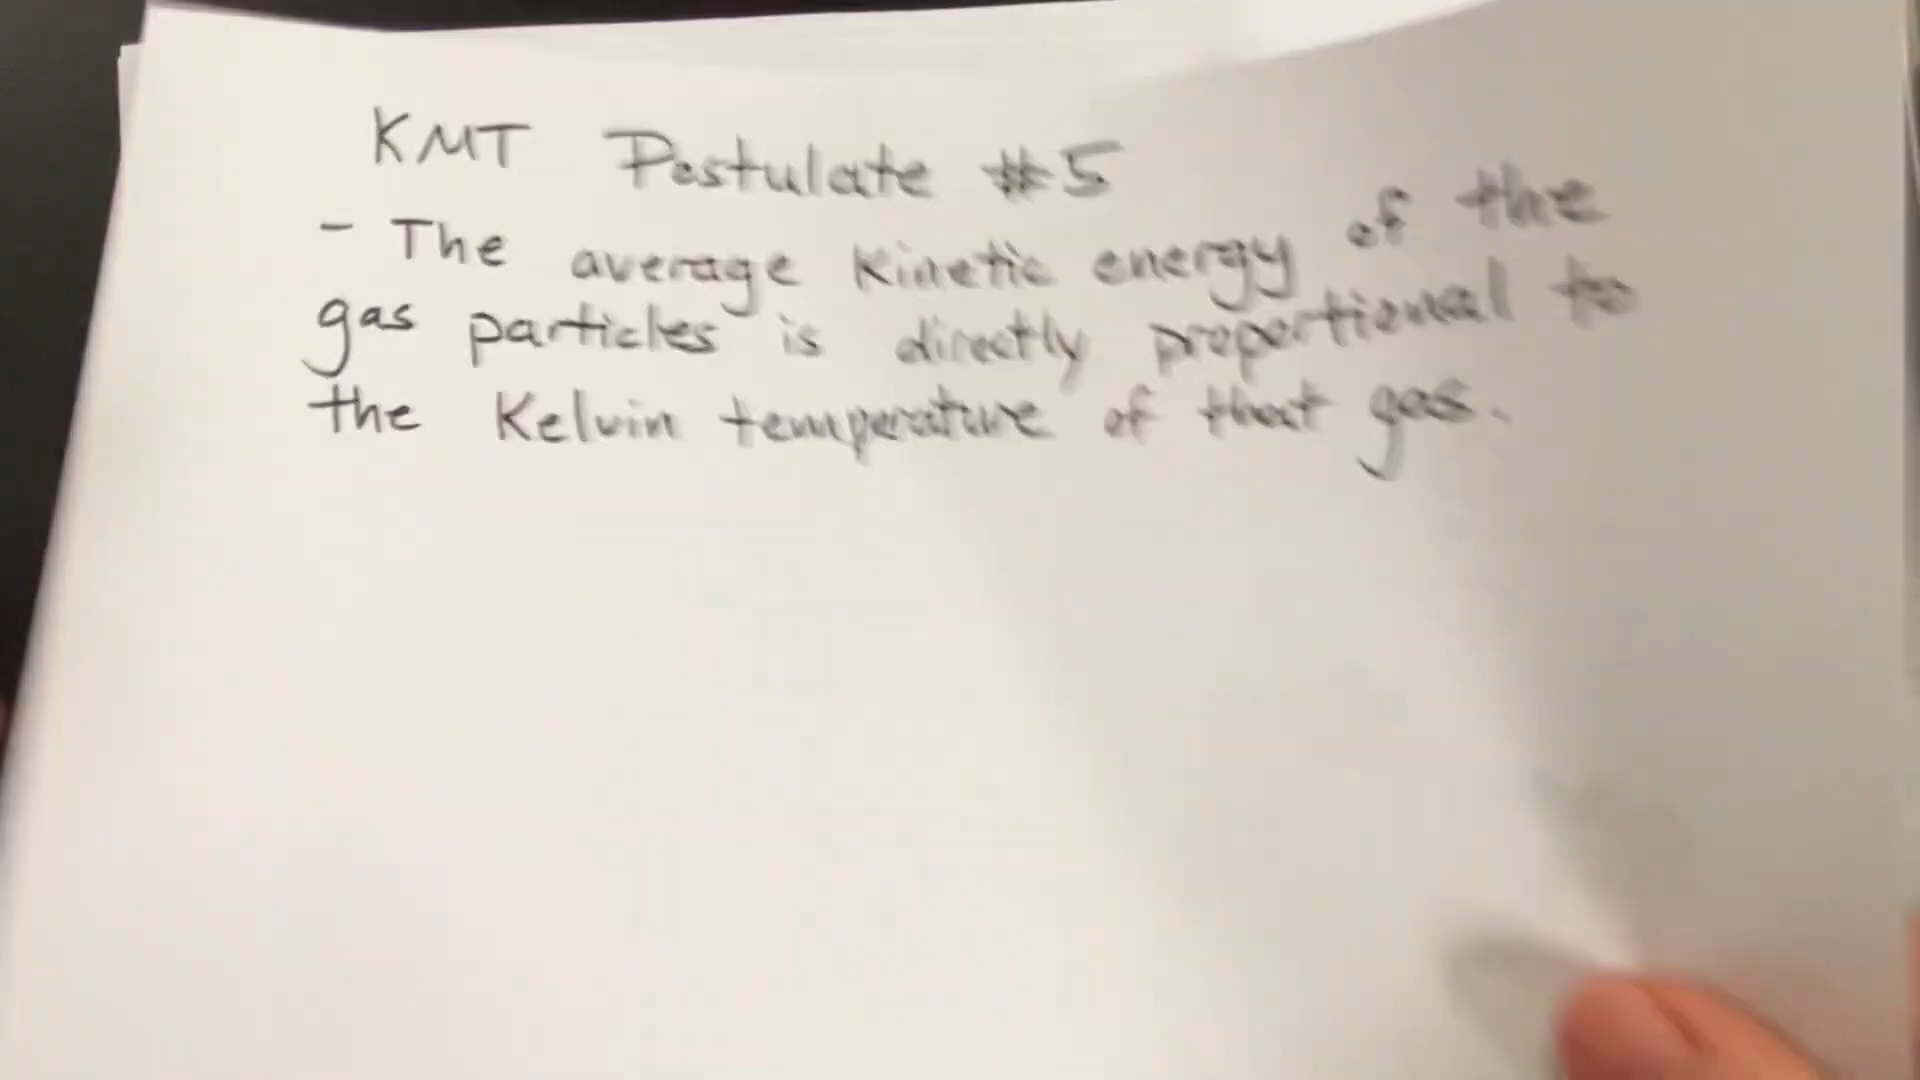 KMT Postulate #5
- The average Kinetic energy of the
gas particles is directly proportional to
the Kelvin temperature of that gas.